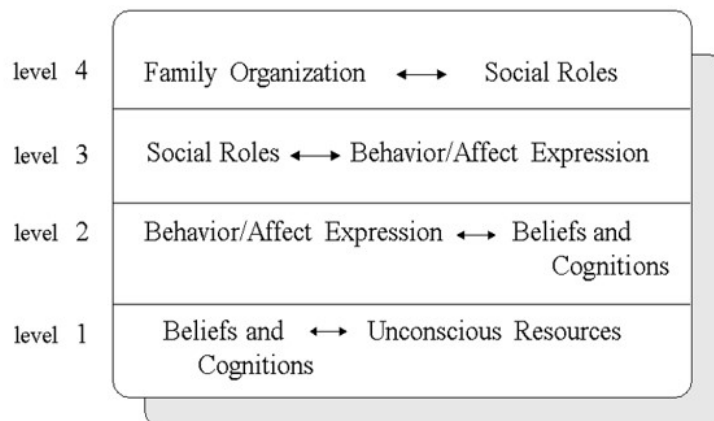 level 4 Family Organization ↔ Social Roles
level 3 Social Roles ↔ Behavior/Affect Expression
level 2 Behavior/Affect Expression ↔ Beliefs and
Cognitions
level 1 Beliefs and ↔ Unconscious Resources
Cognitions